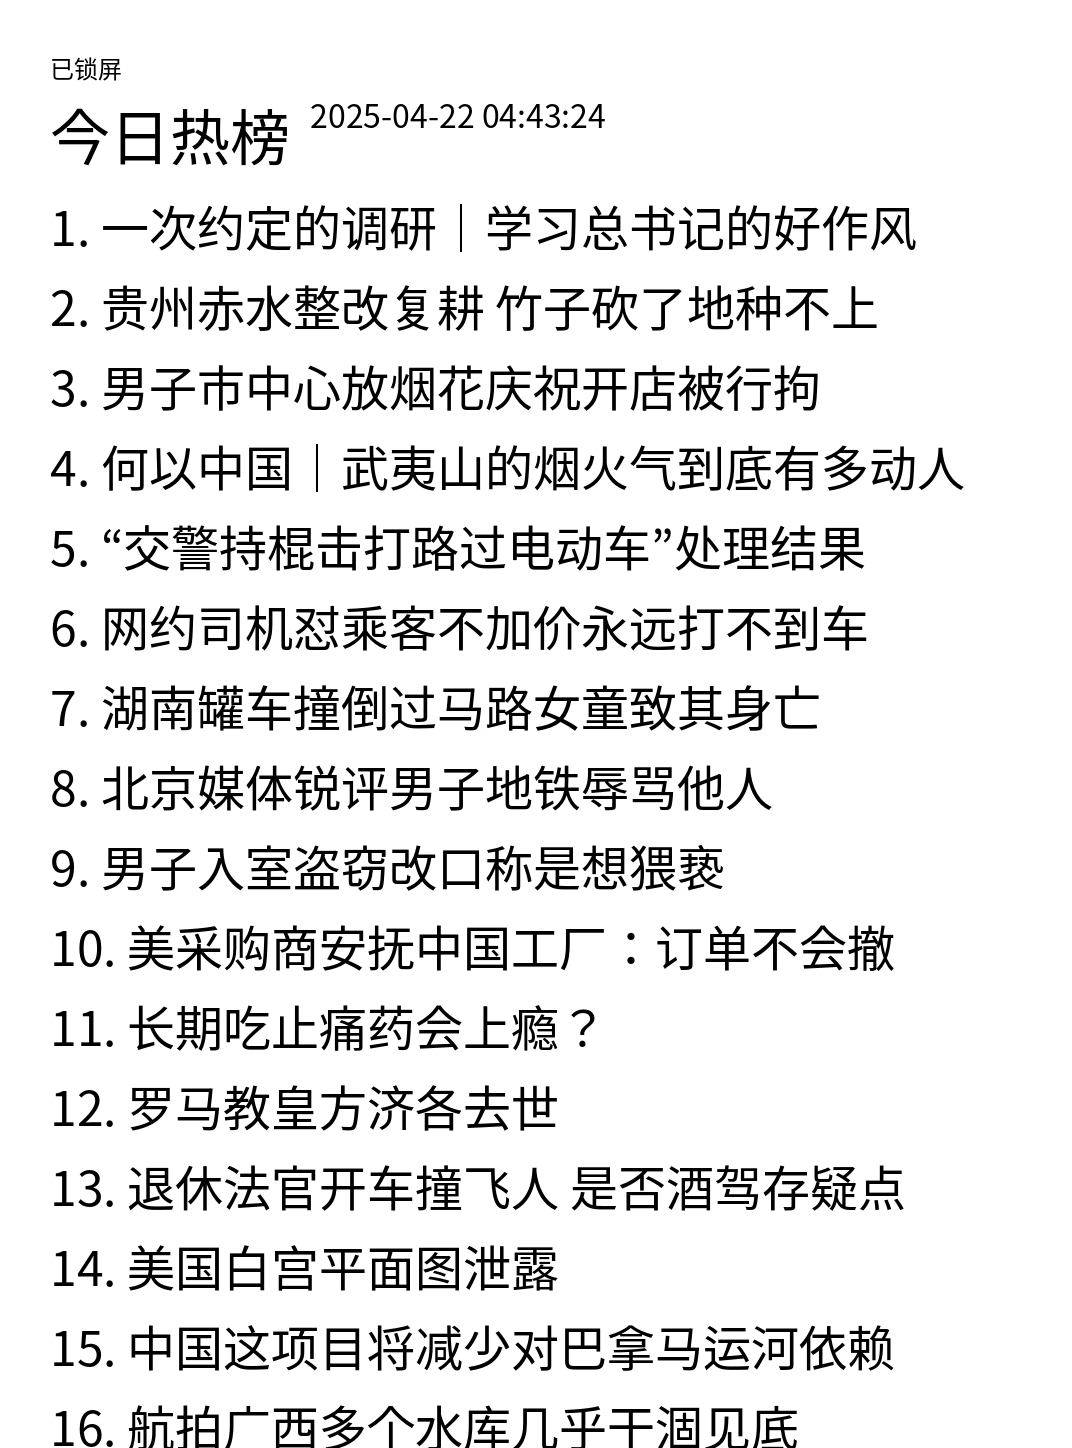 已锁屏
今日热榜 2025-04-22 04:43:24
1. 一次约定的调研｜学习总书记的好作风
2. 贵州赤水整改复耕 竹子砍了地种不上
3. 男子市中心放烟花庆祝开店被行拘
4. 何以中国｜武夷山的烟火气到底有多动人
5. “交警持棍击打路过电动车”处理结果
6. 网约司机怼乘客不加价永远打不到车
7. 湖南罐车撞倒过马路女童致其身亡
8. 北京媒体锐评男子地铁辱骂他人
9. 男子入室盗窃改口称是想猥亵
10. 美采购商安抚中国工厂：订单不会撤
11. 长期吃止痛药会上瘾？
12. 罗马教皇方济各去世
13. 退休法官开车撞飞人 是否酒驾存疑点
14. 美国白宫平面图泄露
15. 中国这项目将减少对巴拿马运河依赖
16. 航拍广西多个水库几乎干涸见底